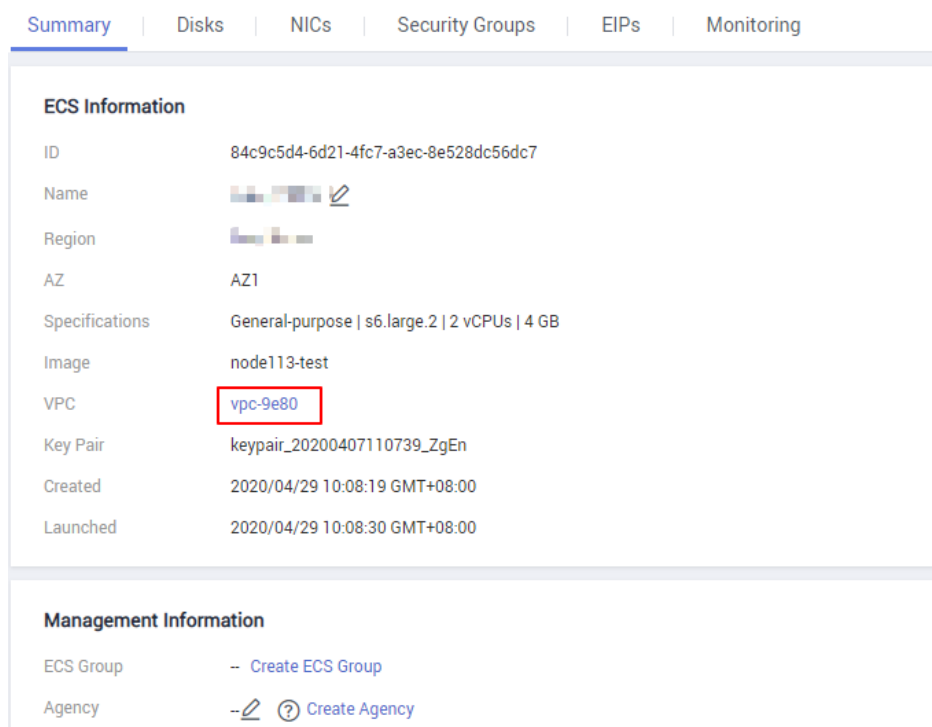 Summary | Disks | NICs | Security Groups | EIPs | Monitoring
ECS Information
ID 84c9c5d4-6d21-4fc7-a3ec-8e528dc56dc7
Name
Region
AZ AZ1
Specifications General-purpose | s6.large.2 | 2 vCPUs | 4 GB
Image node113-test
VPC vpc-9e80
Key Pair keypair_20200407110739_ZgEn
Created 2020/04/29 10:08:19 GMT+08:00
Launched 2020/04/29 10:08:30 GMT+08:00
Management Information
ECS Group -- Create ECS Group
Agency -- ? Create Agency